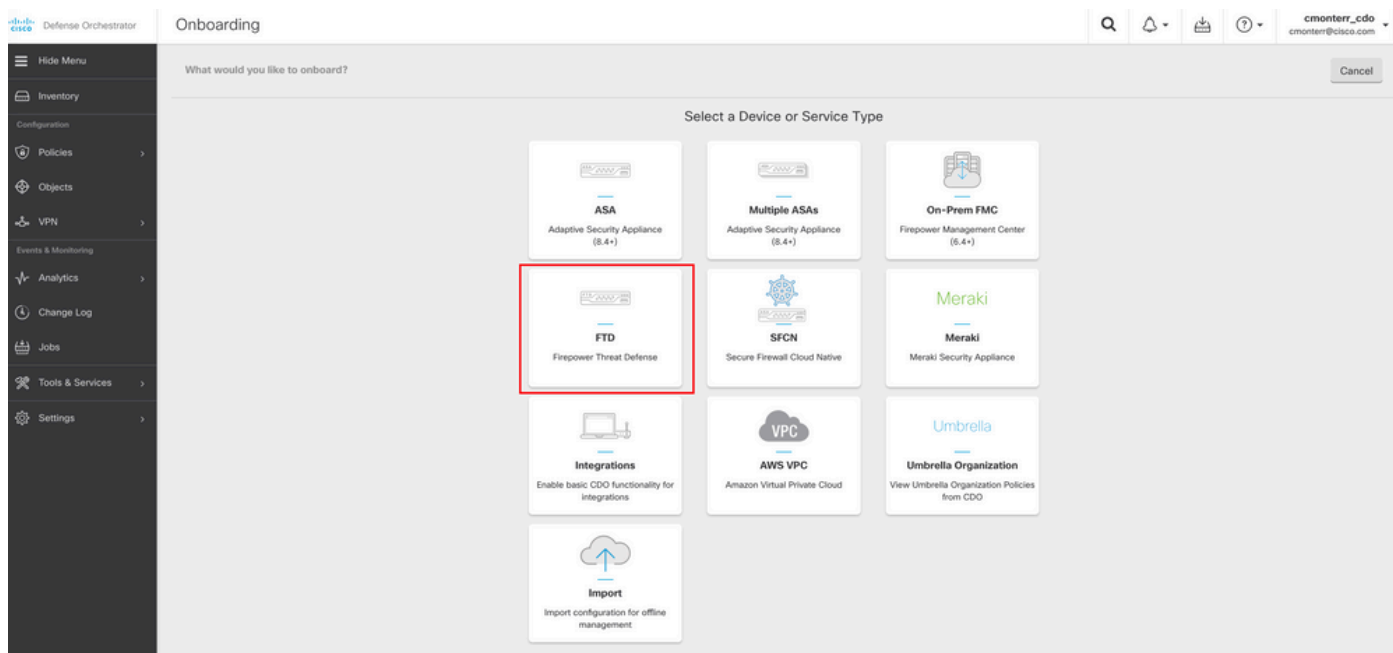 cisco Defense Orchestrator
Onboarding
cmonterr_cdo
cmonterr@cisco.com
Hide Menu
Inventory
Configuration
Policies
Objects
VPN
Events & Monitoring
Analytics
Change Log
Jobs
Tools & Services
Settings
What would you like to onboard?
Cancel
Select a Device or Service Type
ASA
Adaptive Security Appliance
(8.4+)
Multiple ASAs
Adaptive Security Appliance
(8.4+)
On-Prem FMC
Firepower Management Center
(6.4+)
FTD
Firepower Threat Defense
SFCN
Secure Firewall Cloud Native
Meraki
Meraki
Meraki Security Appliance
Integrations
Enable basic CDO functionality for
integrations
VPC
AWS VPC
Amazon Virtual Private Cloud
Umbrella
Umbrella Organization
View Umbrella Organization Policies
from CDO
Import
Import configuration for offline
management